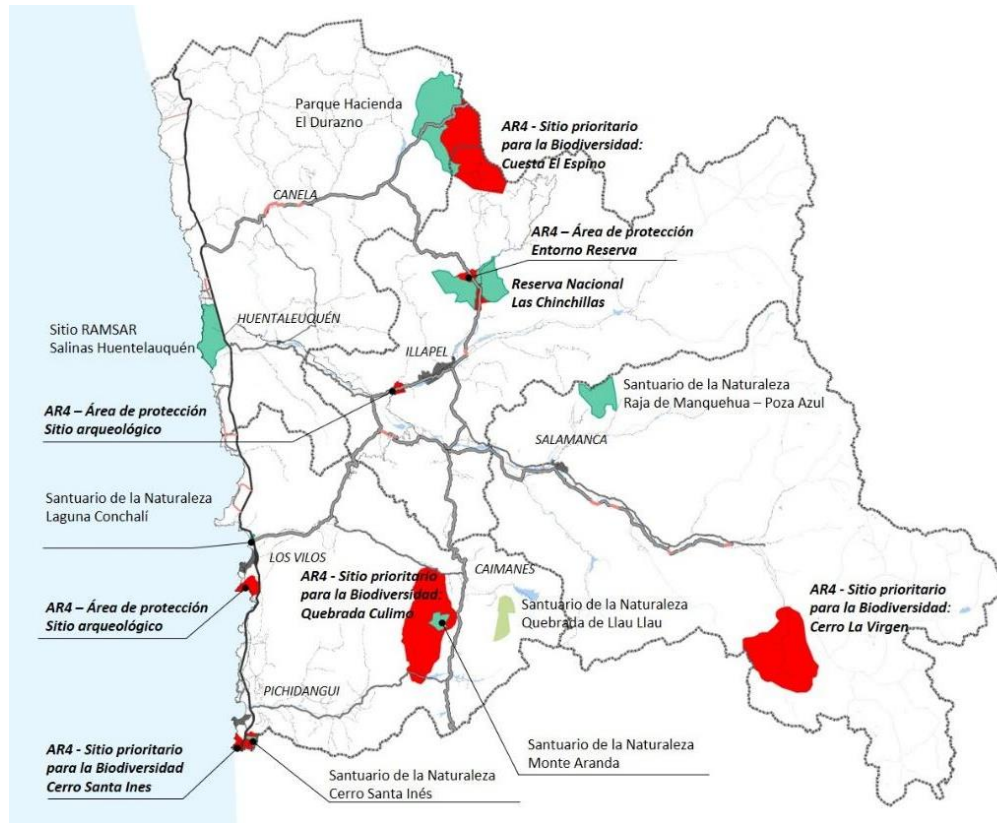 Parque Hacienda
El Durazno
AR4 - Sitio prioritario
para la Biodiversidad:
Cuesta El Espino
CANELA
AR4 – Área de protección
Entorno Reserva
Reserva Nacional
Las Chinchillas
HUENTALEUQUÉN
Sitio RAMSAR
Salinas Huentelauquén
ILLAPEL
Santuario de la Naturaleza
Raja de Manquehua – Poza Azul
AR4 – Área de protección
Sitio arqueológico
SALAMANCA
Santuario de la Naturaleza
Laguna Conchalí
LOS VILOS
AR4 - Sitio prioritario
para la Biodiversidad:
Quebrada Culimo
CAIMANES
Santuario de la Naturaleza
Quebrada de Llau Llau
AR4 - Sitio prioritario
para la Biodiversidad:
Cerro La Virgen
AR4 – Área de protección
Sitio arqueológico
PICHIDANGUI
AR4 - Sitio prioritario
para la Biodiversidad
Cerro Santa Ines
Santuario de la Naturaleza
Cerro Santa Inés
Santuario de la Naturaleza
Monte Aranda